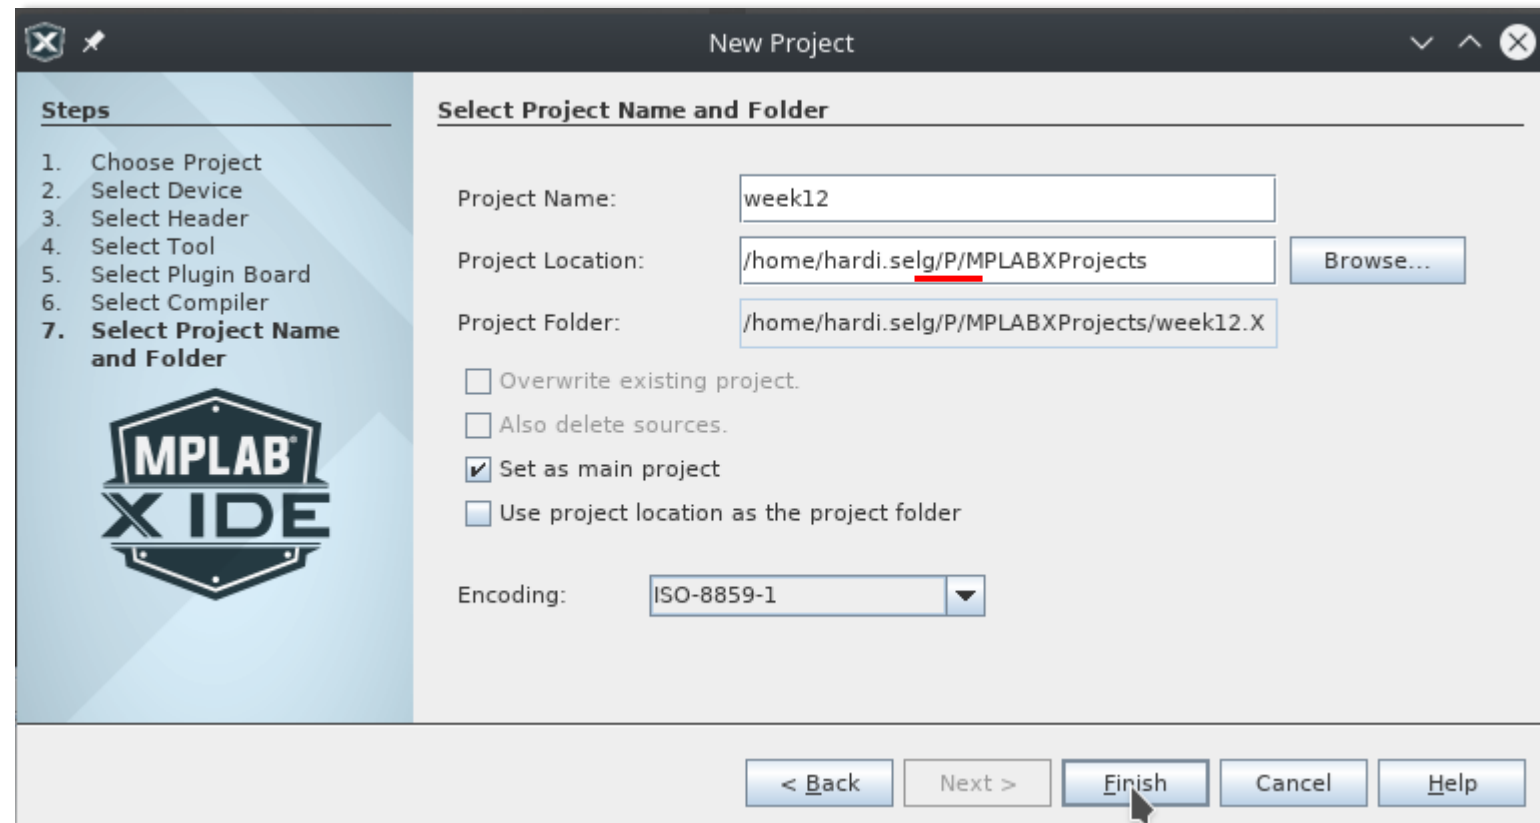 New Project
Steps
1. Choose Project
2. Select Device
3. Select Header
4. Select Tool
5. Select Plugin Board
6. Select Compiler
7. Select Project Name
and Folder
MPLAB®
X IDE
Select Project Name and Folder
Project Name: week12
Project Location: /home/hardi.selg/P/MPLABXProjects Browse...
Project Folder: /home/hardi.selg/P/MPLABXProjects/week12.X
Overwrite existing project.
Also delete sources.
Set as main project
Use project location as the project folder
Encoding: ISO-8859-1
< Back Next > Finish Cancel Help